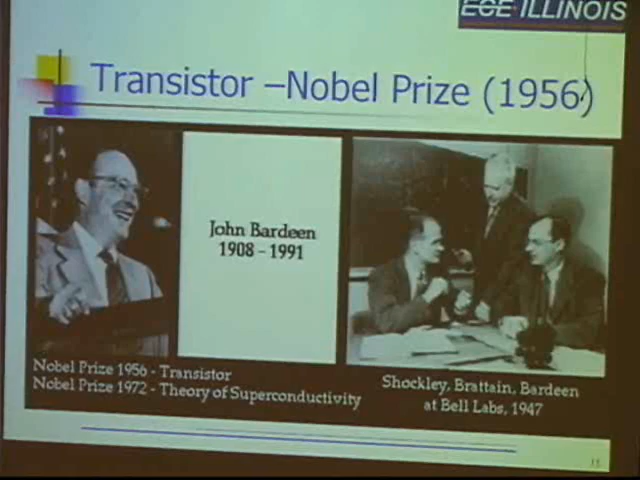 ECE ILLINOIS
Transistor –Nobel Prize (1956)
John Bardeen
1908 - 1991
Nobel Prize 1956 - Transistor
Nobel Prize 1972 - Theory of Superconductivity
Shockley, Brattain, Bardeen
at Bell Labs, 1947